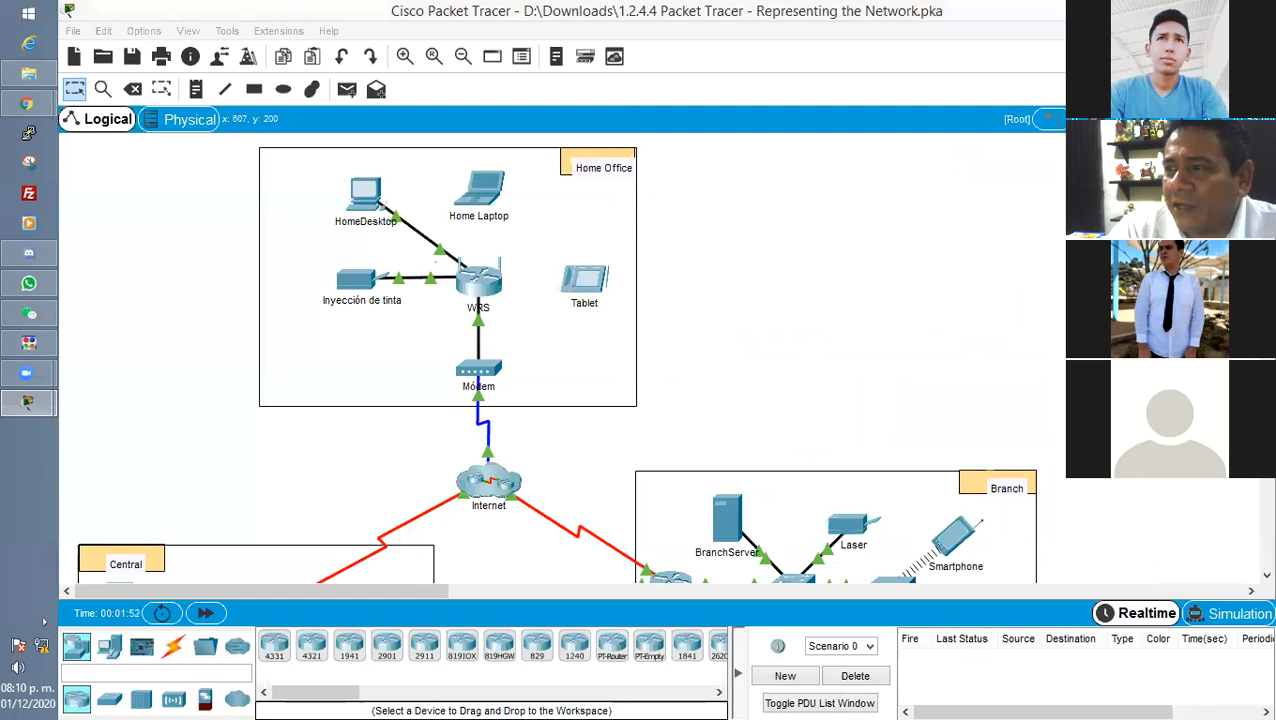 Cisco Packet Tracer - D:\Downloads\1.2.4.4 Packet Tracer - Representing the Network.pka
File Edit Options View Tools Extensions Help
Logical Physical x: 607, y: 200 [Root]
Home Office
HomeDesktop
Home Laptop
Inyección de tinta
WRS
Tablet
Módem
Internet
Branch
BranchServer
Laser
Smartphone
Central
Time: 00:01:52
Realtime Simulation
4331 4321 1941 2901 2911 819IOX 819HGW 829 1240 PT-Router PT-Empty 1841 2620
(Select a Device to Drag and Drop to the Workspace)
Scenario 0
New Delete
Toggle PDU List Window
Fire Last Status Source Destination Type Color Time(sec) Periodi
08:10 p. m.
01/12/2020